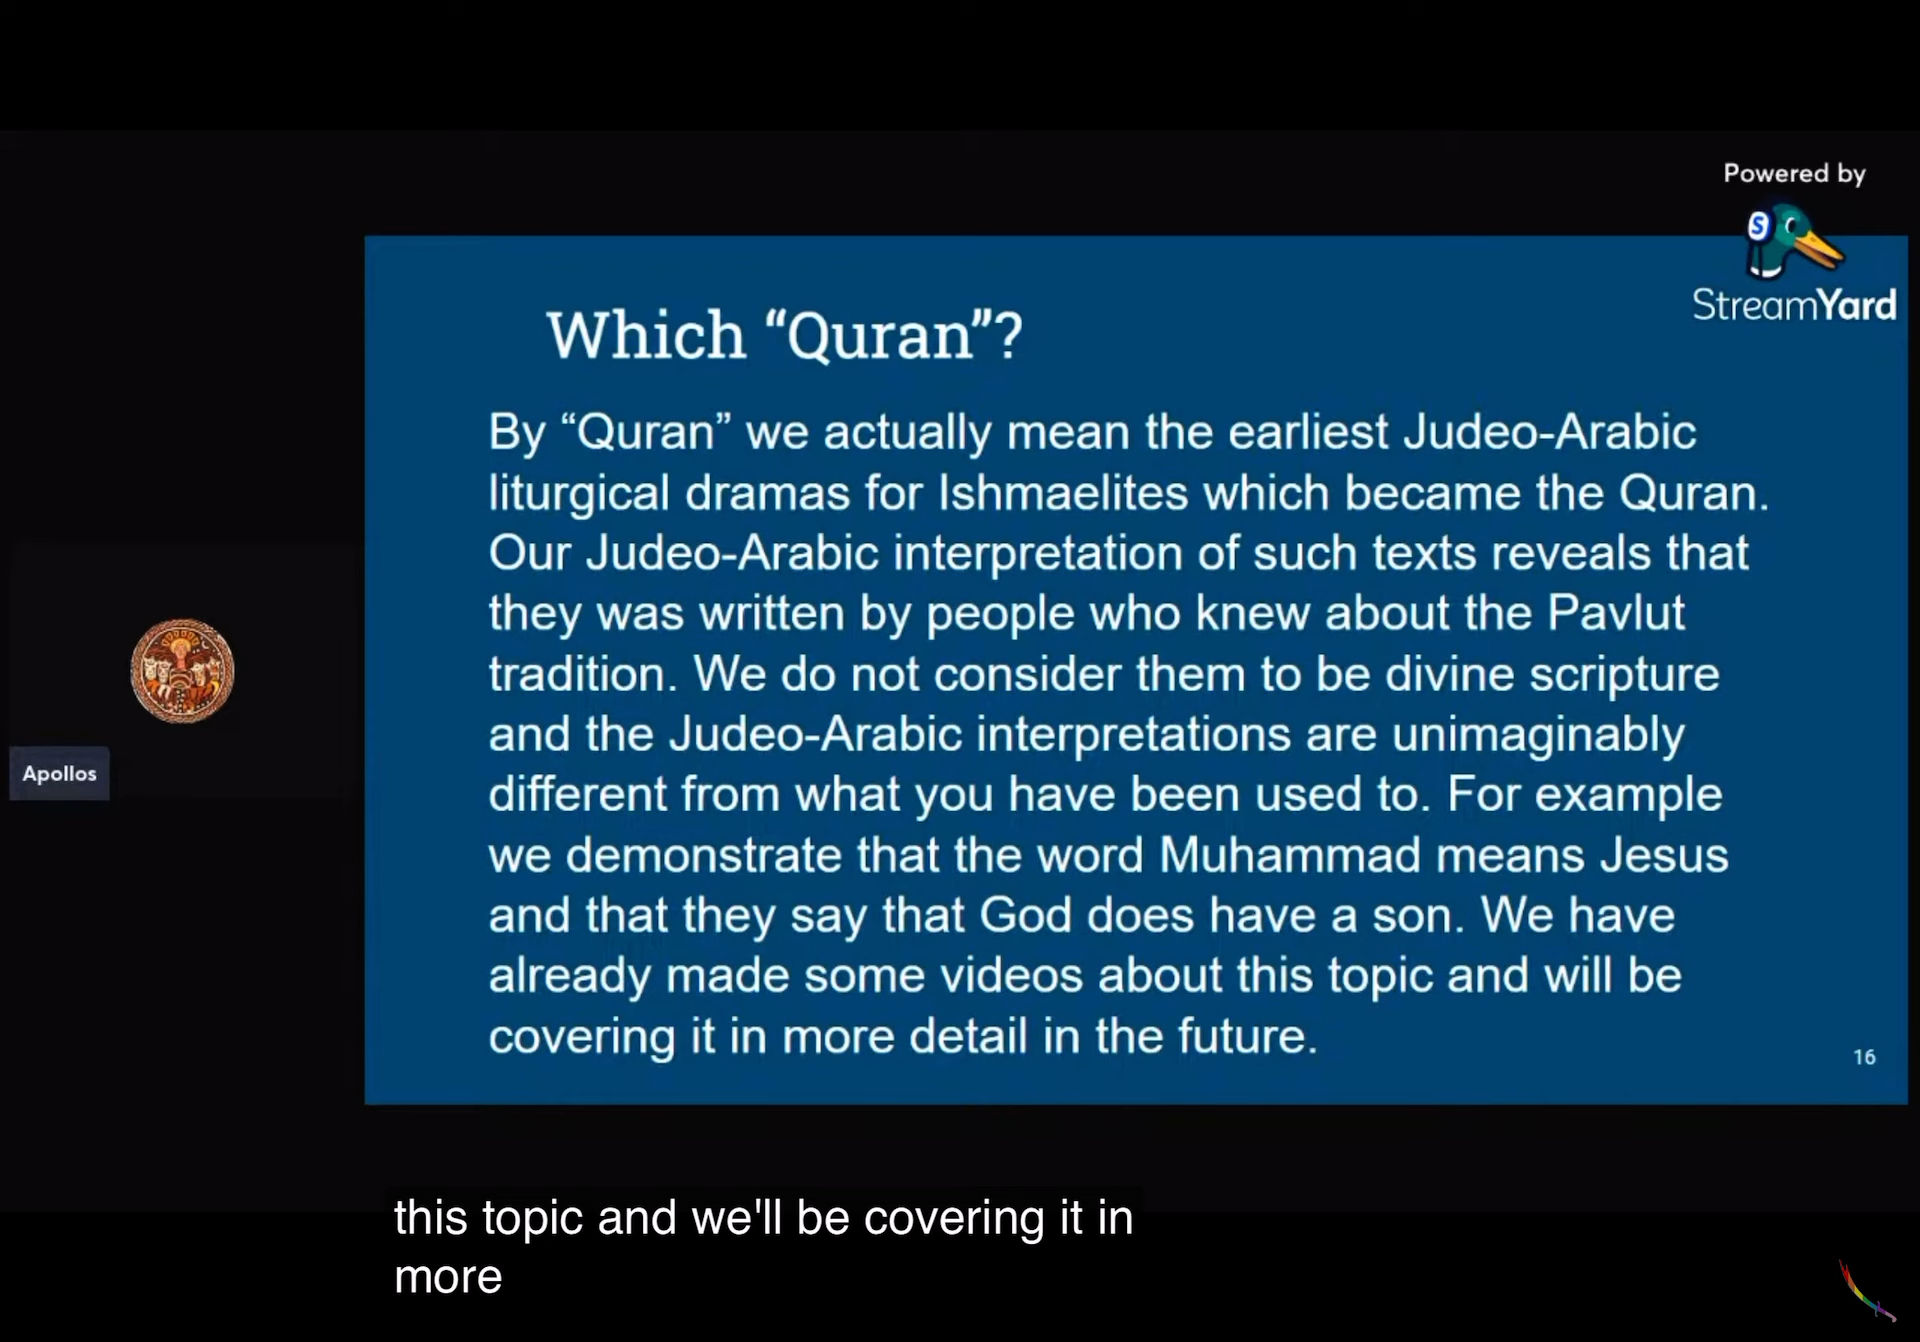 Powered by
StreamYard
Which “Quran”?
By “Quran” we actually mean the earliest Judeo-Arabic
liturgical dramas for Ishmaelites which became the Quran.
Our Judeo-Arabic interpretation of such texts reveals that
they was written by people who knew about the Pavlut
tradition. We do not consider them to be divine scripture
and the Judeo-Arabic interpretations are unimaginably
different from what you have been used to. For example
we demonstrate that the word Muhammad means Jesus
and that they say that God does have a son. We have
already made some videos about this topic and will be
covering it in more detail in the future.
16
Apollos
this topic and we'll be covering it in
more